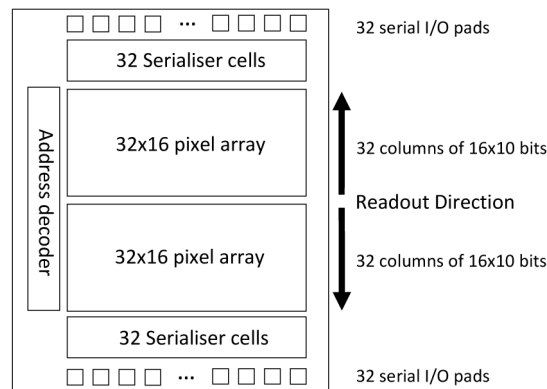 ... 32 serial I/O pads
32 Serialiser cells
Address decoder
32x16 pixel array
32 columns of 16x10 bits
Readout Direction
32x16 pixel array
32 columns of 16x10 bits
32 Serialiser cells
... 32 serial I/O pads